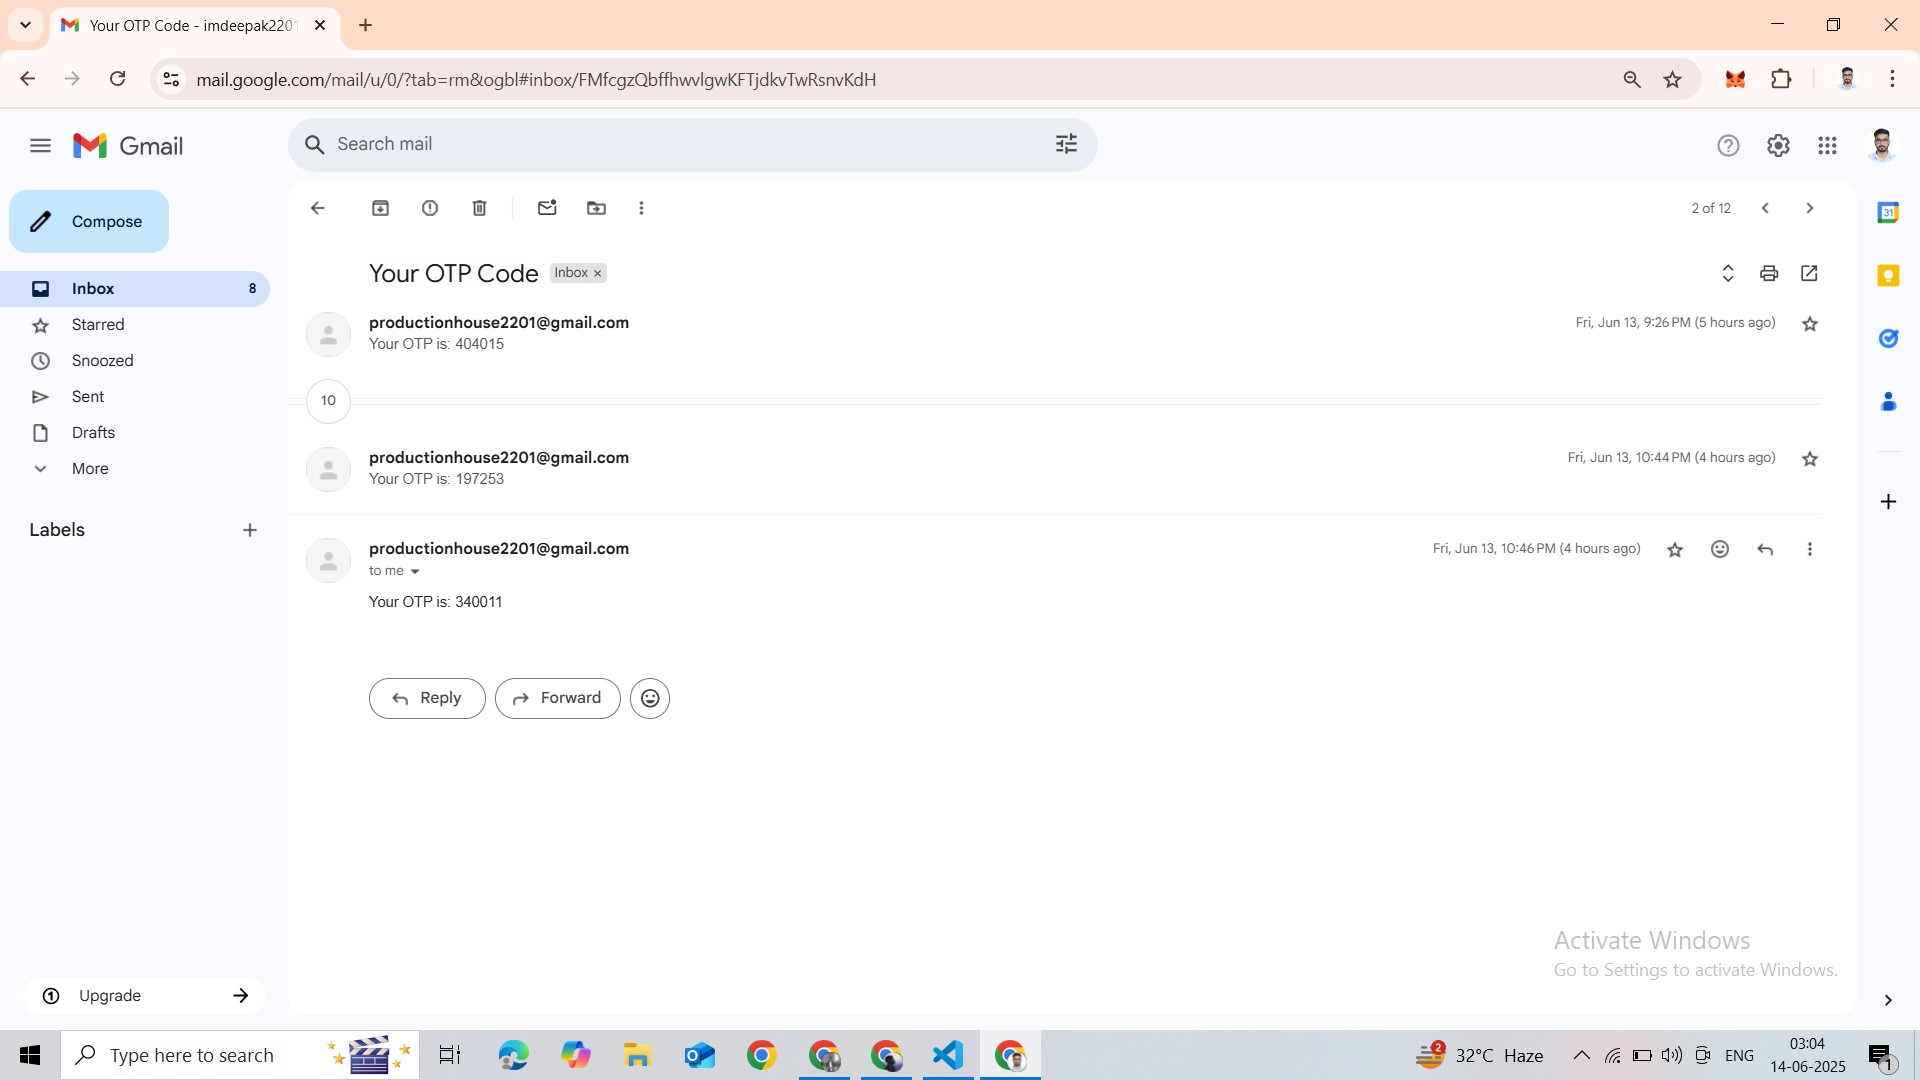 Your OTP Code - imdeepak2201
mail.google.com/mail/u/0/?tab=rm&ogbl#inbox/FMfcgzQbffhwvlgwKFTjdkvTwRsnvKdH
Gmail
Search mail
Compose
2 of 12
Inbox 8
Starred
Snoozed
Sent
Drafts
More
Labels
Upgrade
Your OTP Code Inbox ×
productionhouse2201@gmail.com Fri, Jun 13, 9:26 PM (5 hours ago)
Your OTP is: 404015
10
productionhouse2201@gmail.com Fri, Jun 13, 10:44 PM (4 hours ago)
Your OTP is: 197253
productionhouse2201@gmail.com Fri, Jun 13, 10:46 PM (4 hours ago)
to me
Your OTP is: 340011
Reply Forward
31
Activate Windows
Go to Settings to activate Windows.
Type here to search
2
32°C Haze
ENG
03:04
14-06-2025
1